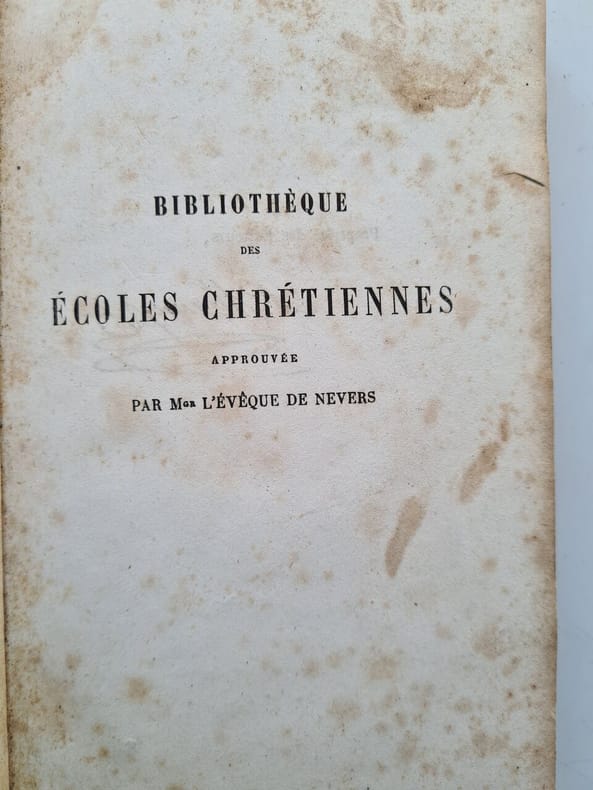 BIBLIOTHÈQUE
DES
ÉCOLES CHRÉTIENNES
APPROUVÉE
PAR MGR L'ÉVÊQUE DE NEVERS